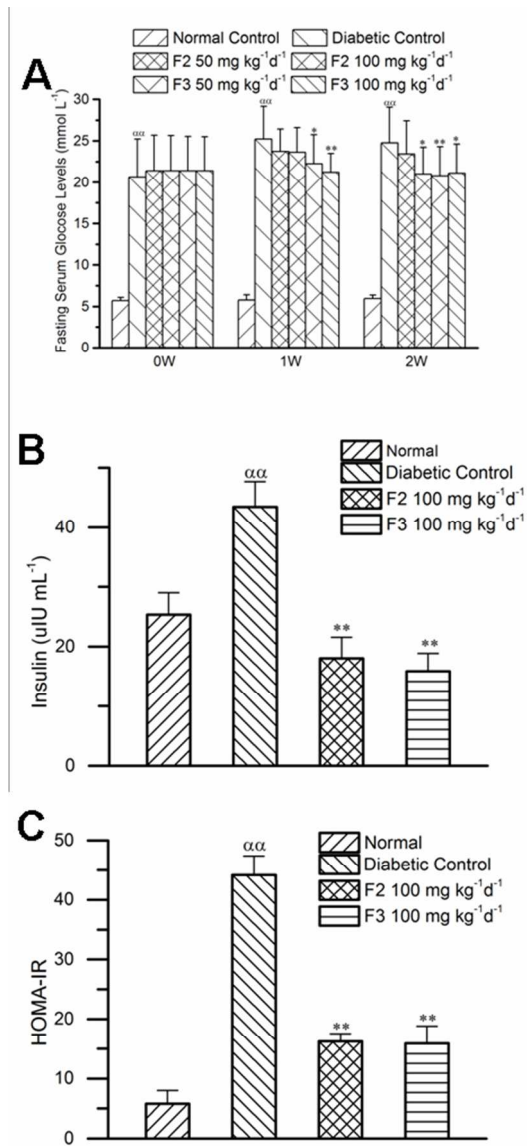 A
Normal Control Diabetic Control
F2 50 mg kg⁻¹d⁻¹ F2 100 mg kg⁻¹d⁻¹
F3 50 mg kg⁻¹d⁻¹ F3 100 mg kg⁻¹d⁻¹
Fasting Serum Glocose Levels (mmol L⁻¹)
30
25
20
15
10
5
0
αα
αα
*
**
αα
*
**
*
0W 1W 2W
B
Normal
Diabetic Control
F2 100 mg kg⁻¹d⁻¹
F3 100 mg kg⁻¹d⁻¹
Insulin (uIU mL⁻¹)
40
20
0
αα
**
**
C
Normal
Diabetic Control
F2 100 mg kg⁻¹d⁻¹
F3 100 mg kg⁻¹d⁻¹
HOMA-IR
50
40
30
20
10
0
αα
**
**